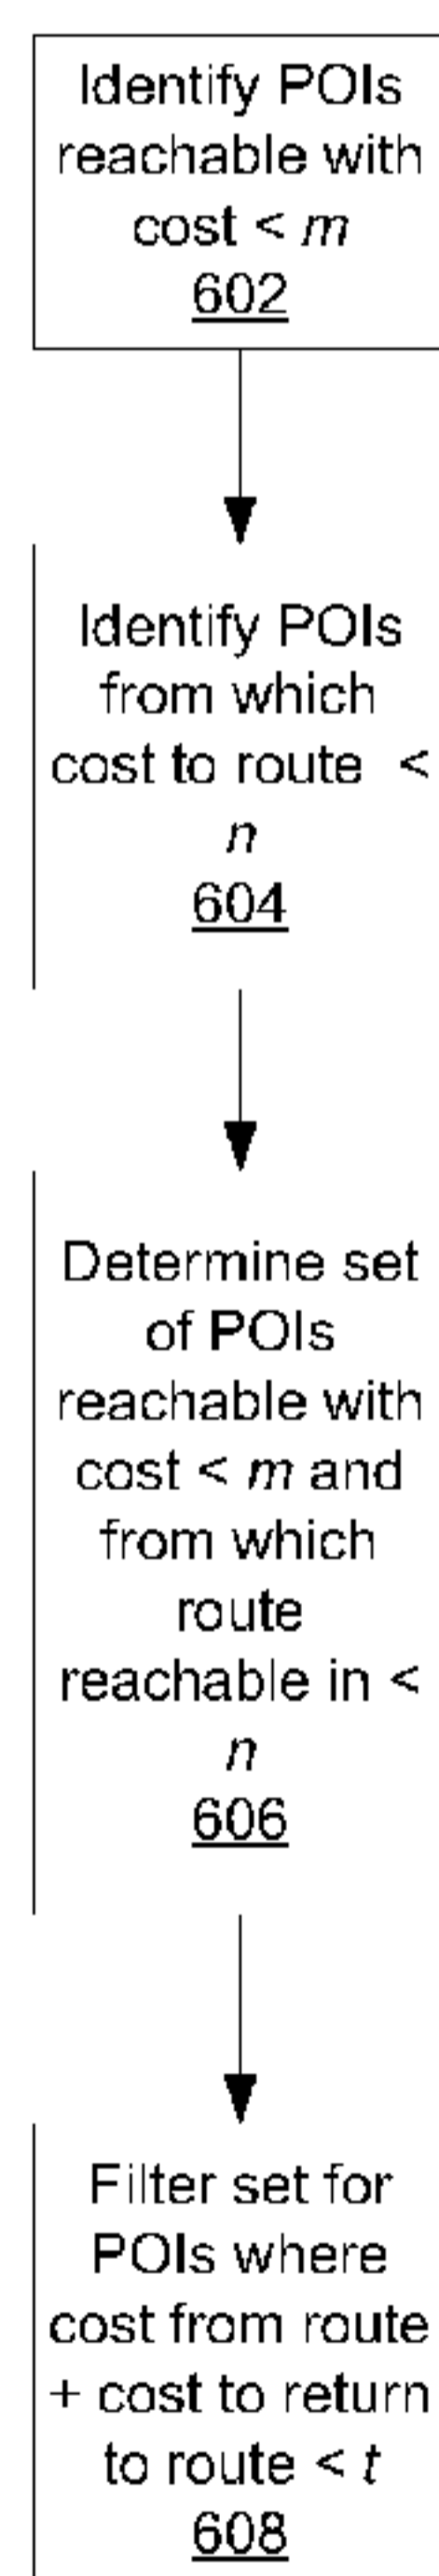 Identify POIs
reachable with
cost < m
602
Identify POIs
from which
cost to route <
n
604
Determine set
of POIs
reachable with
cost < m and
from which
route
reachable in <
n
606
Filter set for
POIs where
cost from route
+ cost to return
to route < t
608